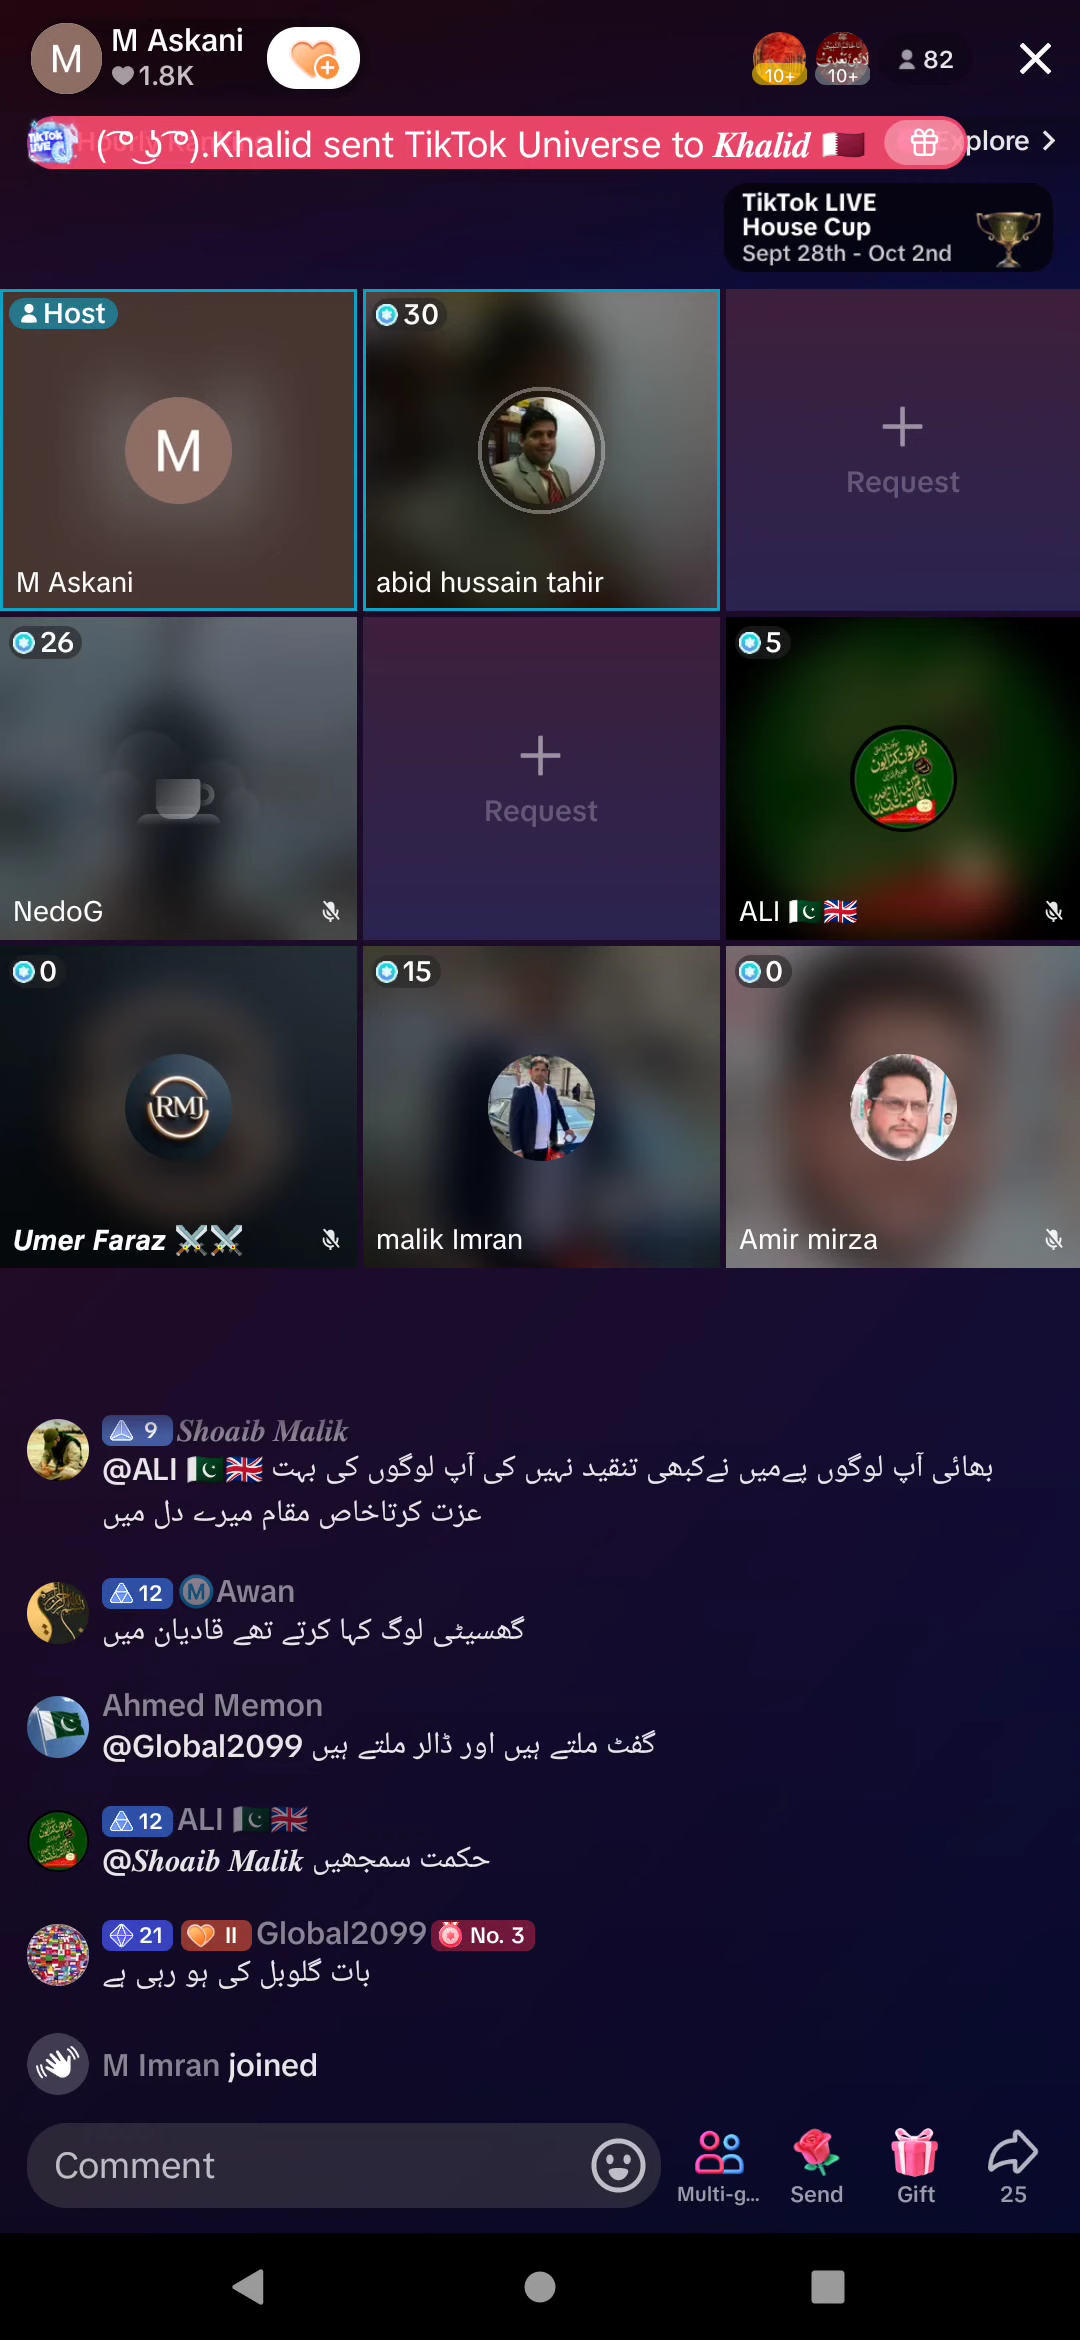 M
M Askani
1.8K
10+
10+
82
( ͡° ͜ʖ ͡°).Khalid sent TikTok Universe to Khalid 🇶🇦
plore >
TikTok LIVE
House Cup
Sept 28th - Oct 2nd
Host
M
M Askani
30
abid hussain tahir
+
Request
26
NedoG
+
Request
5
ALI 🇵🇰🇬🇧
0
RMJ
Umer Faraz ⚔️⚔️
15
malik Imran
0
Amir mirza
9 Shoaib Malik
@ALI 🇵🇰🇬🇧 بھائی آپ لوگوں پےمیں نےکبھی تنقید نہیں کی آپ لوگوں کی بہت
عزت کرتاخاص مقام میرے دل میں
12 Ⓜ️Awan
گھسیٹی لوگ کہا کرتے تھے قادیان میں
Ahmed Memon
@Global2099 گفٹ ملتے ہیں اور ڈالر ملتے ہیں
12 ALI 🇵🇰🇬🇧
@Shoaib Malik حکمت سمجھیں
21 II Global2099 No. 3
بات گلوبل کی ہو رہی ہے
M Imran joined
Comment
Multi-g...
Send
Gift
25